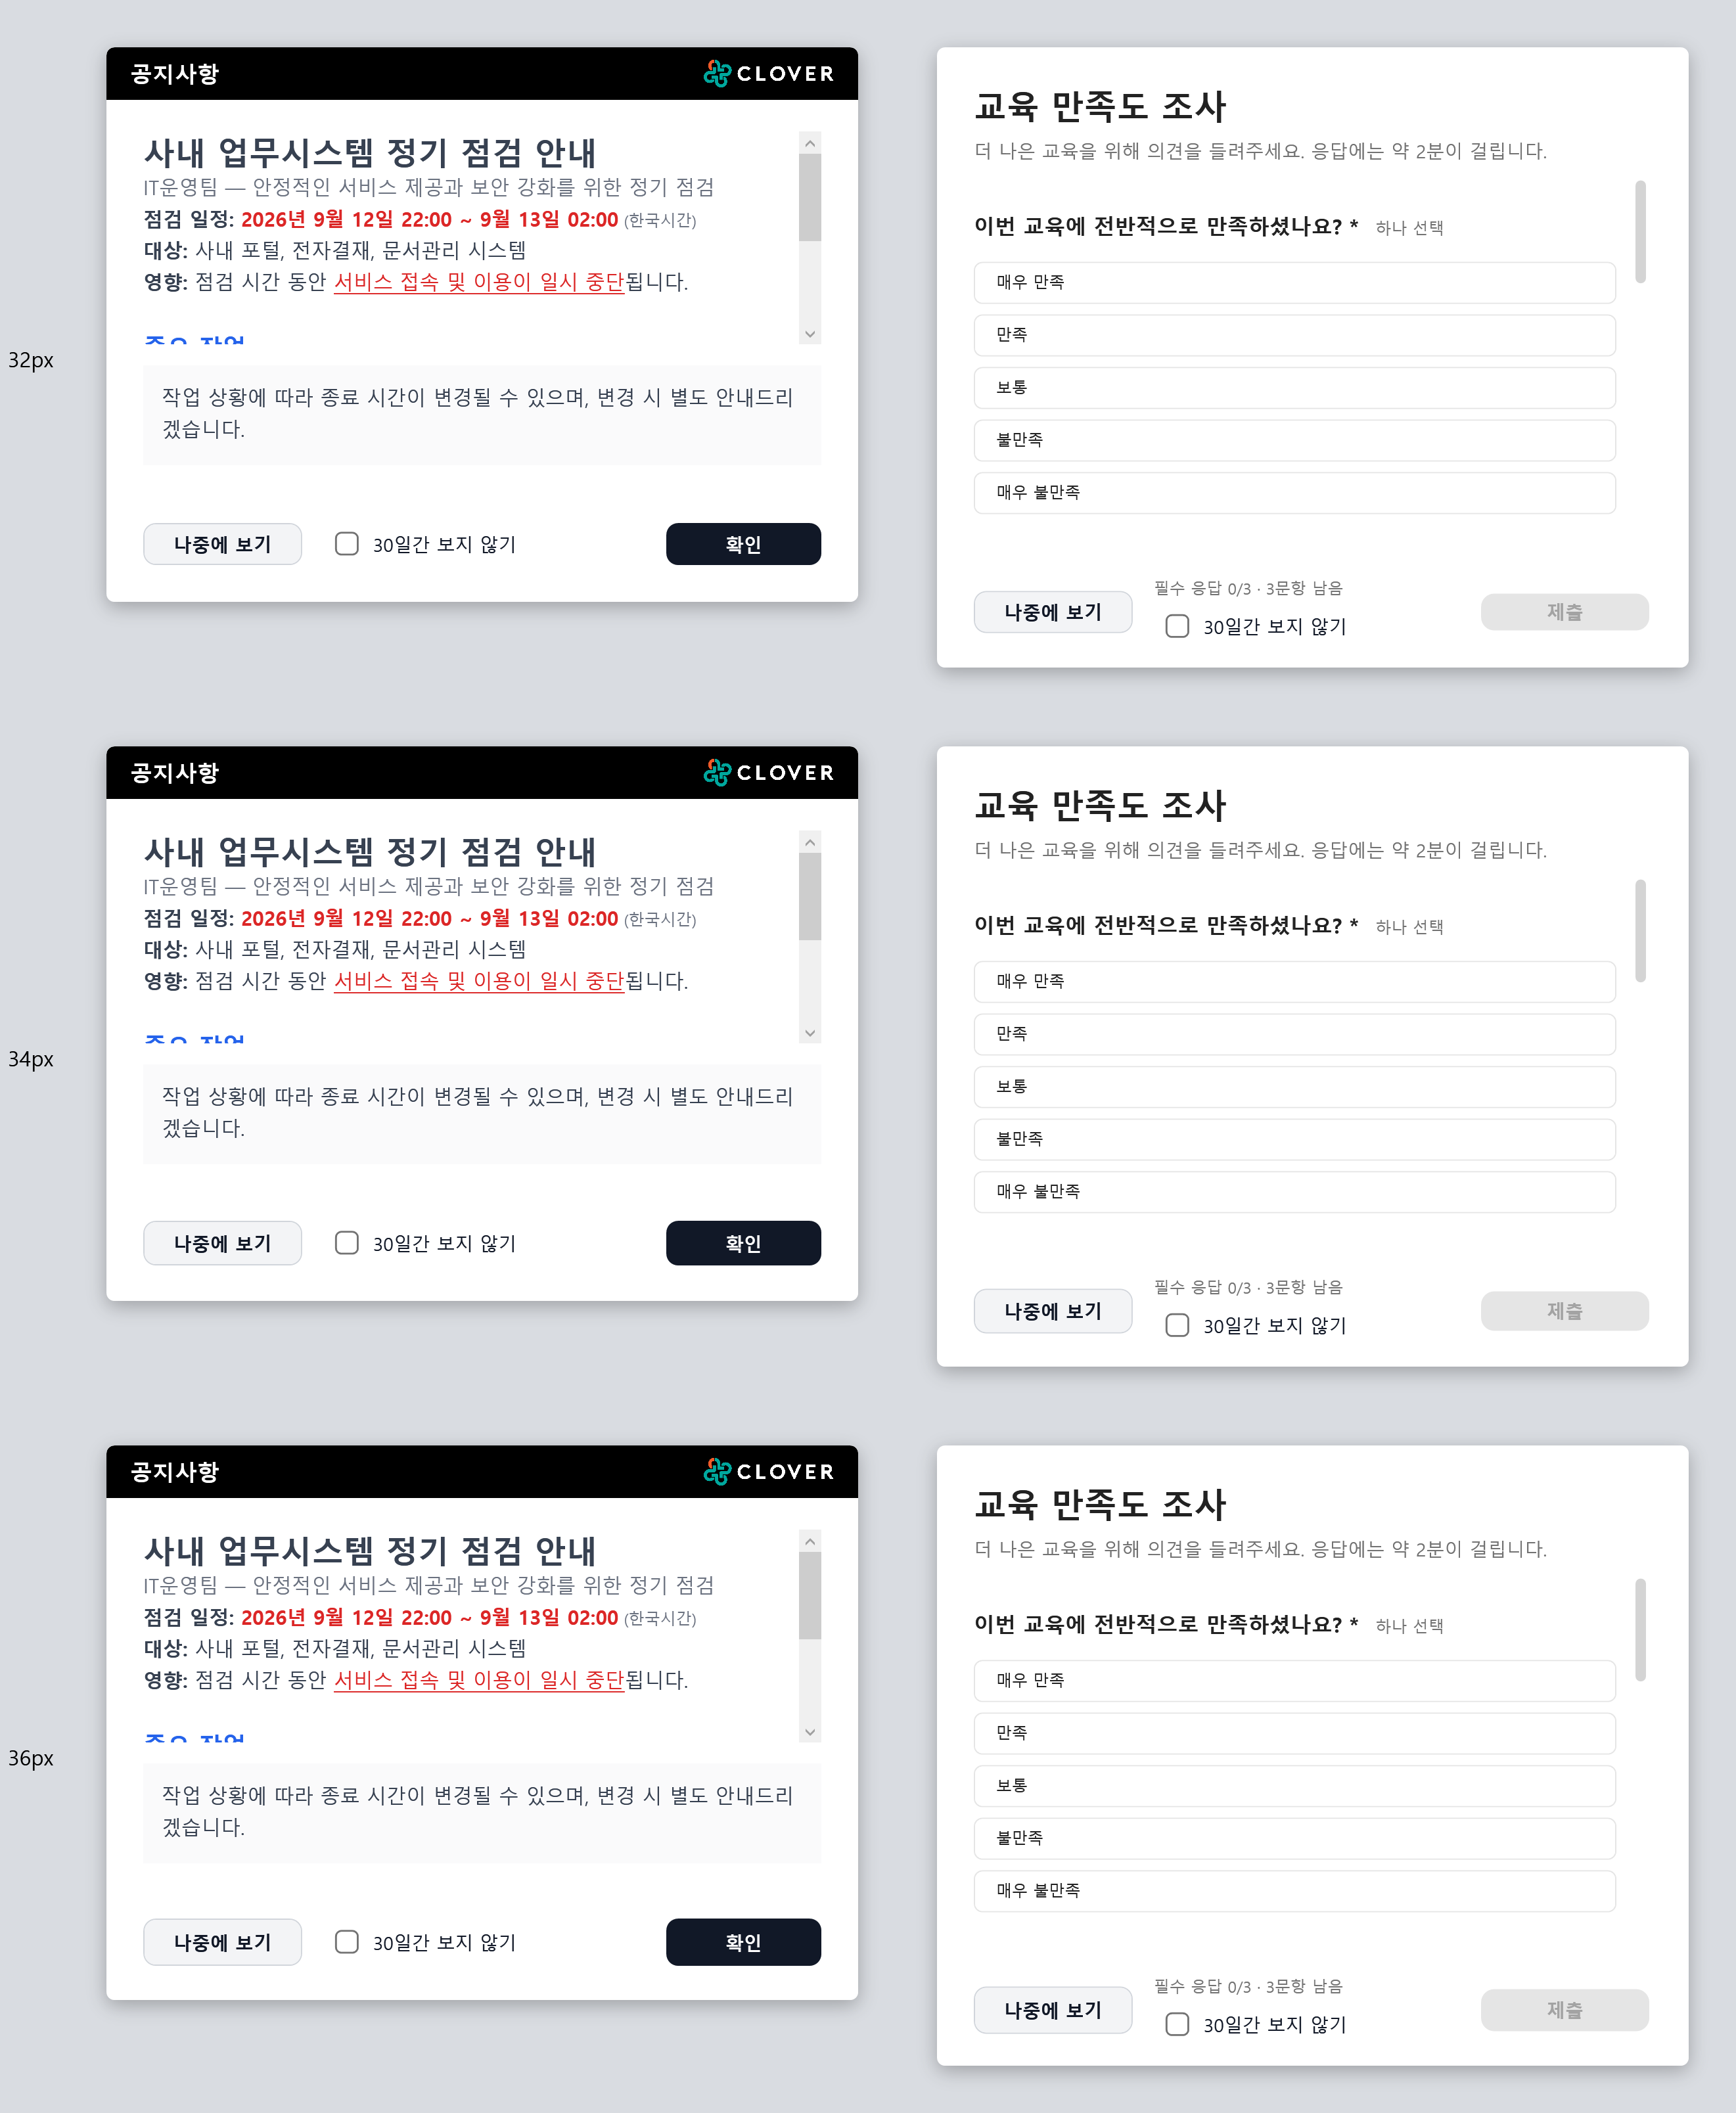 32px
공지사항
CLOVER
사내 업무시스템 정기 점검 안내
IT운영팀 — 안정적인 서비스 제공과 보안 강화를 위한 정기 점검
점검 일정: 2026년 9월 12일 22:00 ~ 9월 13일 02:00 (한국시간)
대상: 사내 포털, 전자결재, 문서관리 시스템
영향: 점검 시간 동안 서비스 접속 및 이용이 일시 중단됩니다.
작업 상황에 따라 종료 시간이 변경될 수 있으며, 변경 시 별도 안내드리
겠습니다.
나중에 보기
30일간 보지 않기
확인
교육 만족도 조사
더 나은 교육을 위해 의견을 들려주세요. 응답에는 약 2분이 걸립니다.
이번 교육에 전반적으로 만족하셨나요? * 하나 선택
매우 만족
만족
보통
불만족
매우 불만족
필수 응답 0/3 · 3문항 남음
나중에 보기
30일간 보지 않기
제출
34px
공지사항
CLOVER
사내 업무시스템 정기 점검 안내
IT운영팀 — 안정적인 서비스 제공과 보안 강화를 위한 정기 점검
점검 일정: 2026년 9월 12일 22:00 ~ 9월 13일 02:00 (한국시간)
대상: 사내 포털, 전자결재, 문서관리 시스템
영향: 점검 시간 동안 서비스 접속 및 이용이 일시 중단됩니다.
작업 상황에 따라 종료 시간이 변경될 수 있으며, 변경 시 별도 안내드리
겠습니다.
나중에 보기
30일간 보지 않기
확인
교육 만족도 조사
더 나은 교육을 위해 의견을 들려주세요. 응답에는 약 2분이 걸립니다.
이번 교육에 전반적으로 만족하셨나요? * 하나 선택
매우 만족
만족
보통
불만족
매우 불만족
필수 응답 0/3 · 3문항 남음
나중에 보기
30일간 보지 않기
제출
36px
공지사항
CLOVER
사내 업무시스템 정기 점검 안내
IT운영팀 — 안정적인 서비스 제공과 보안 강화를 위한 정기 점검
점검 일정: 2026년 9월 12일 22:00 ~ 9월 13일 02:00 (한국시간)
대상: 사내 포털, 전자결재, 문서관리 시스템
영향: 점검 시간 동안 서비스 접속 및 이용이 일시 중단됩니다.
작업 상황에 따라 종료 시간이 변경될 수 있으며, 변경 시 별도 안내드리
겠습니다.
나중에 보기
30일간 보지 않기
확인
교육 만족도 조사
더 나은 교육을 위해 의견을 들려주세요. 응답에는 약 2분이 걸립니다.
이번 교육에 전반적으로 만족하셨나요? * 하나 선택
매우 만족
만족
보통
불만족
매우 불만족
필수 응답 0/3 · 3문항 남음
나중에 보기
30일간 보지 않기
제출